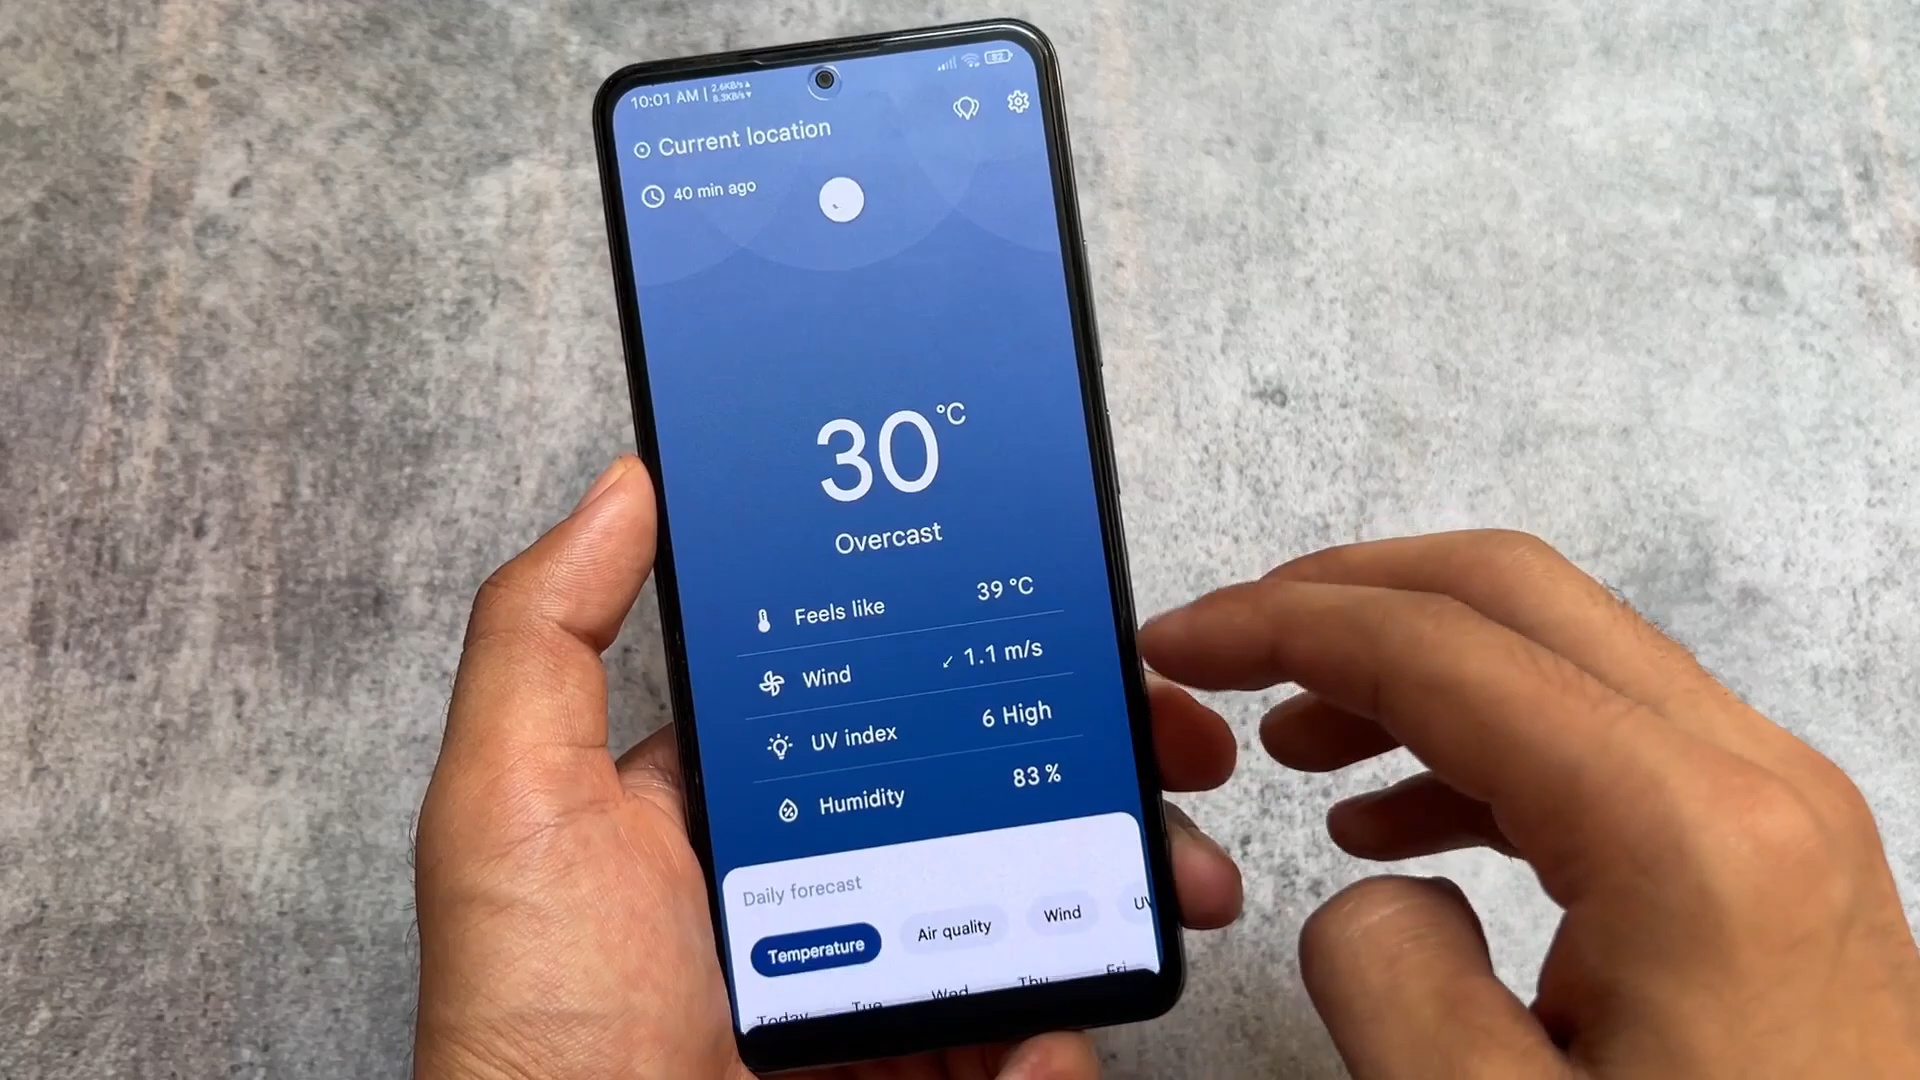 10:01 AM | 2.6KB/s▲
8.3KB/s▼
82
Current location
40 min ago
30 °C
Overcast
Feels like 39 °C
Wind ↙ 1.1 m/s
UV index 6 High
Humidity 83 %
Daily forecast
Temperature Air quality Wind UV
Today Tue Wed Thu Fri